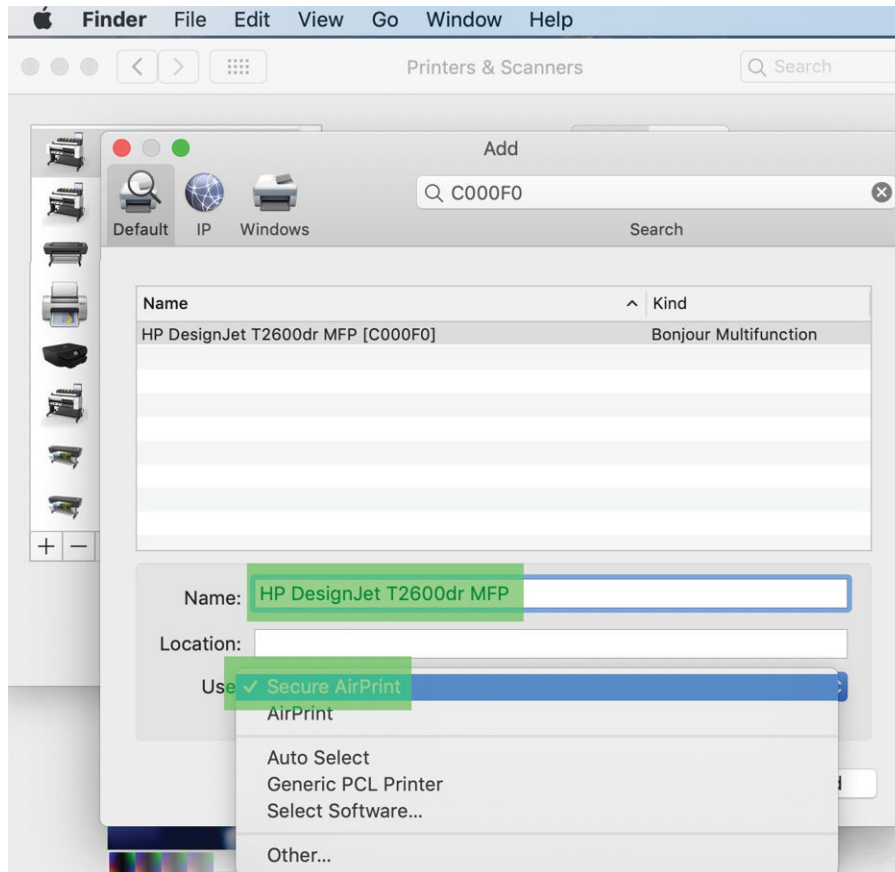 Finder File Edit View Go Window Help
Printers & Scanners
Search
Add
C000F0
Default IP Windows
Search
Name Kind
HP DesignJet T2600dr MFP [C000F0] Bonjour Multifunction
Name: HP DesignJet T2600dr MFP
Location:
Use ✓ Secure AirPrint
AirPrint
Auto Select
Generic PCL Printer
Select Software...
Other...